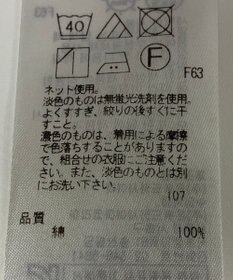 F63
40
F
F63
ネット使用。
淡色のものは無蛍光洗剤を使用。
よくすすぎ、絞りの後すぐに干
すこと。
濃色のものは、着用による摩擦
で色落ちすることがありますの
で、組合せの衣服にご注意くだ
さい。また、淡色のものとは別
にお洗い下さい。
107
品質
綿 100%